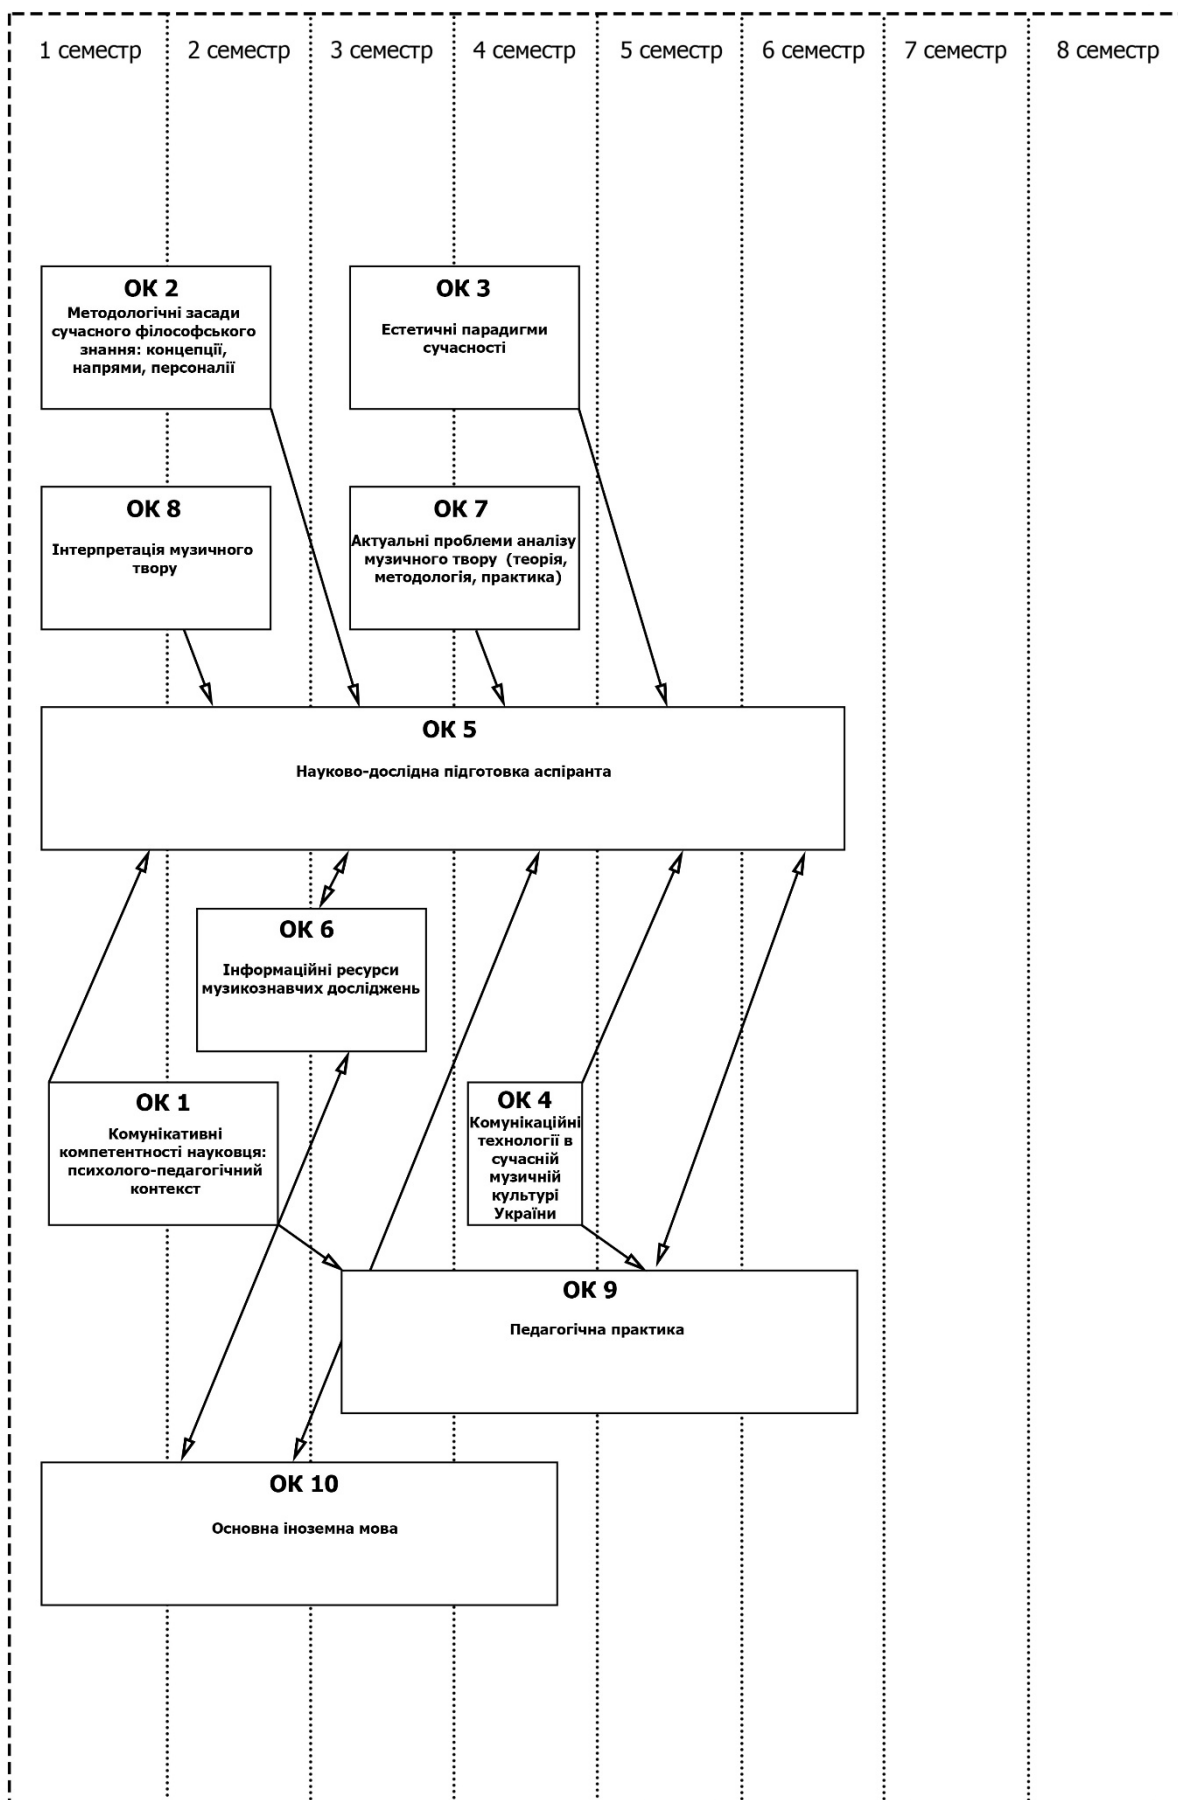 1 семестр 2 семестр 3 семестр 4 семестр 5 семестр 6 семестр 7 семестр 8 семестр
ОК 2
Методологічні засади
сучасного філософського
знання: концепції,
напрями, персоналії
ОК 3
Естетичні парадигми
сучасності
ОК 8
Інтерпретація музичного
твору
ОК 7
Актуальні проблеми аналізу
музичного твору (теорія,
методологія, практика)
ОК 5
Науково-дослідна підготовка аспіранта
ОК 6
Інформаційні ресурси
музикознавчих досліджень
ОК 1
Комунікативні
компетентності науковця:
психолого-педагогічний
контекст
ОК 4
Комунікаційні
технології в
сучасній
музичній
культурі
України
ОК 9
Педагогічна практика
ОК 10
Основна іноземна мова